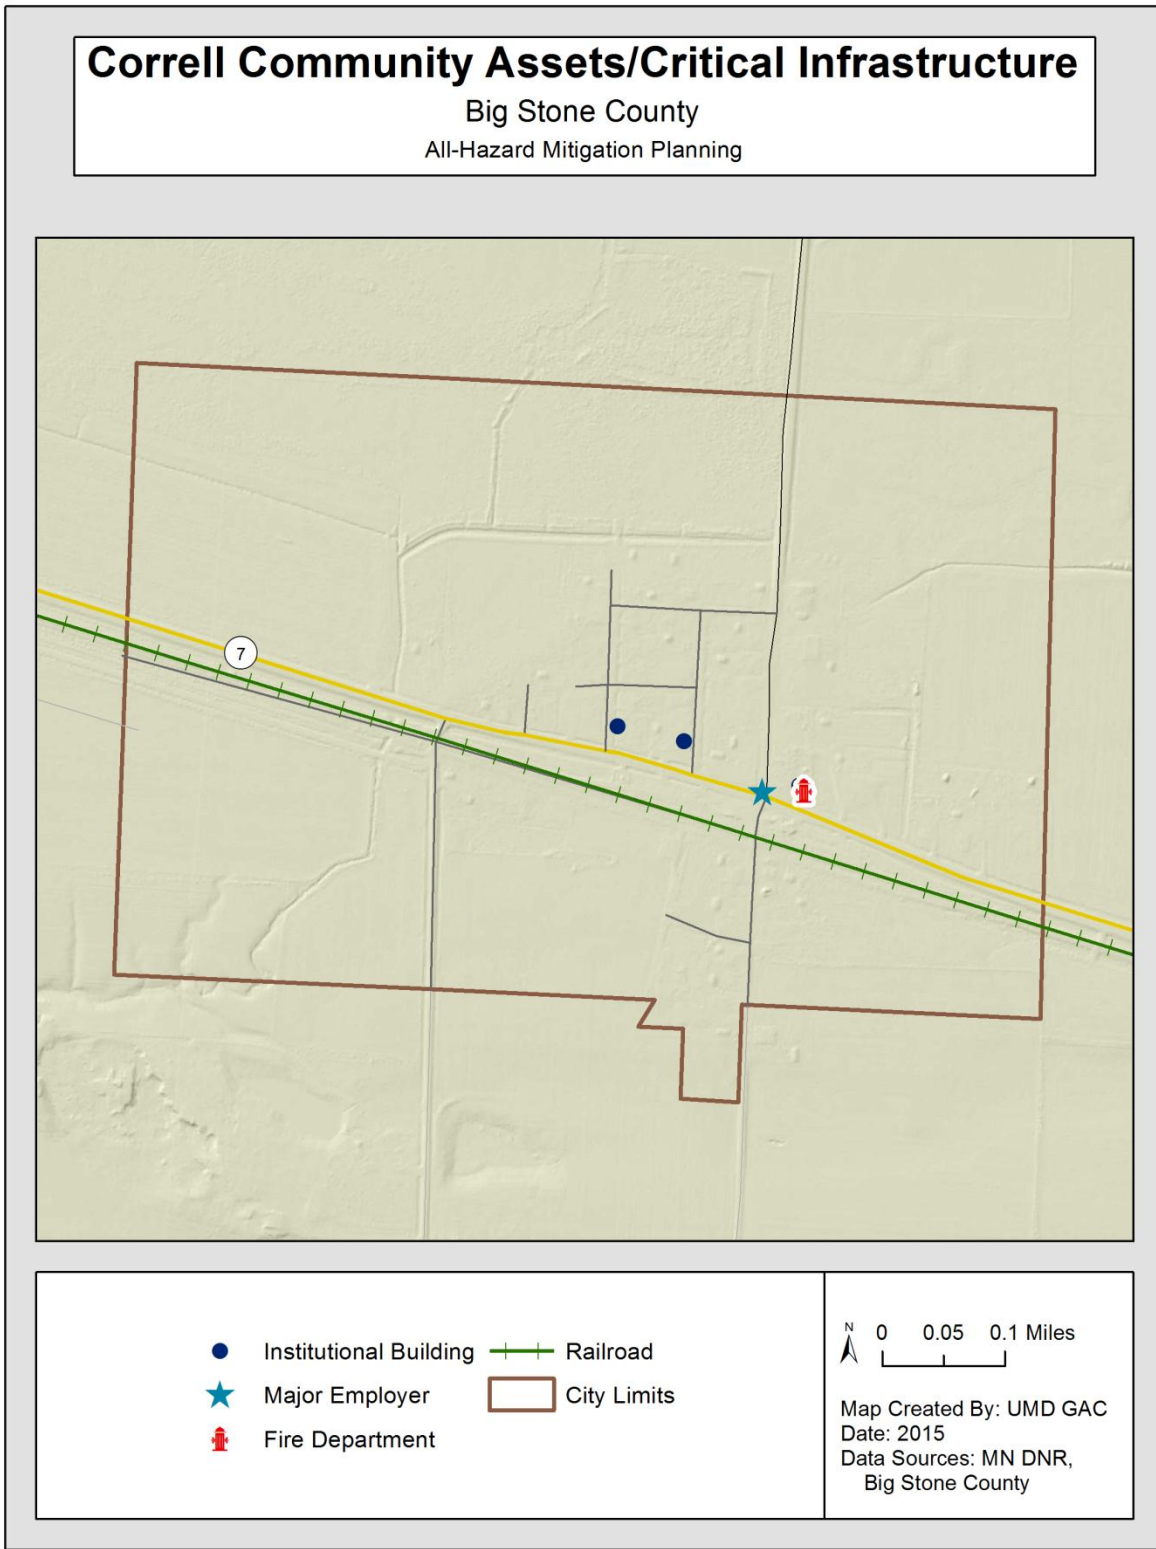 Correll Community Assets/Critical Infrastructure
Big Stone County
All-Hazard Mitigation Planning
7
Institutional Building
Railroad
Major Employer
City Limits
Fire Department
N
0 0.05 0.1 Miles
Map Created By: UMD GAC
Date: 2015
Data Sources: MN DNR,
Big Stone County